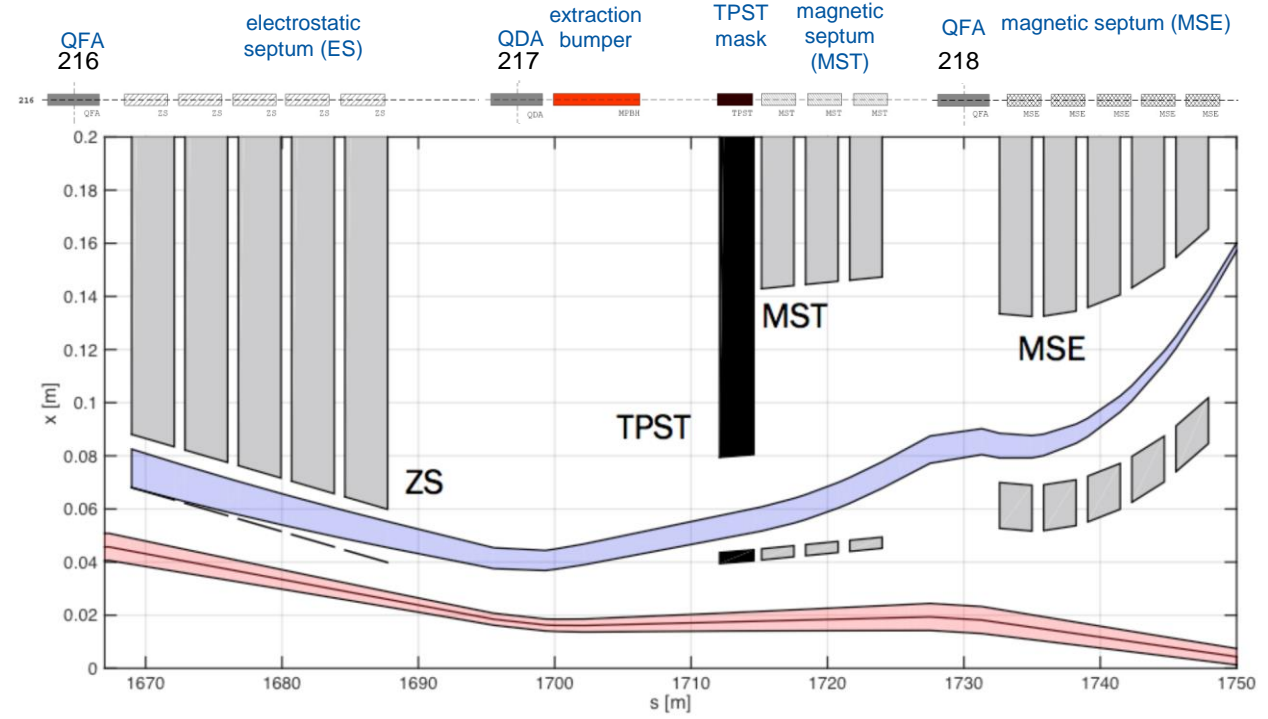 QFA
216
electrostatic
septum (ES)
QDA
217
extraction
bumper
TPST
mask
magnetic
septum
(MST)
QFA
218
magnetic septum (MSE)
216
QFA
ZS
ZS
ZS
ZS
ZS
QDA
MPBH
TPST
MST
MST
MST
QFA
MSE
MSE
MSE
MSE
MSE
0.2
0.18
0.16
0.14
0.12
0.1
0.08
0.06
0.04
0.02
0
x [m]
ZS
TPST
MST
MSE
1670
1680
1690
1700
1710
1720
1730
1740
1750
s [m]